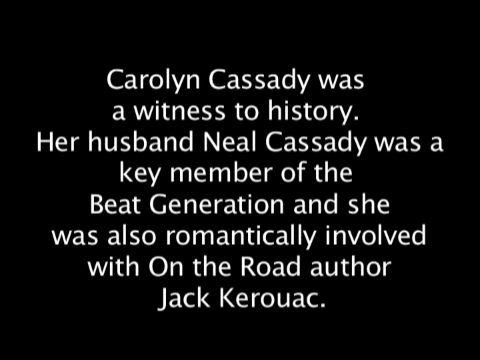 Carolyn Cassady was
a witness to history.
Her husband Neal Cassady was a
key member of the
Beat Generation and she
was also romantically involved
with On the Road author
Jack Kerouac.